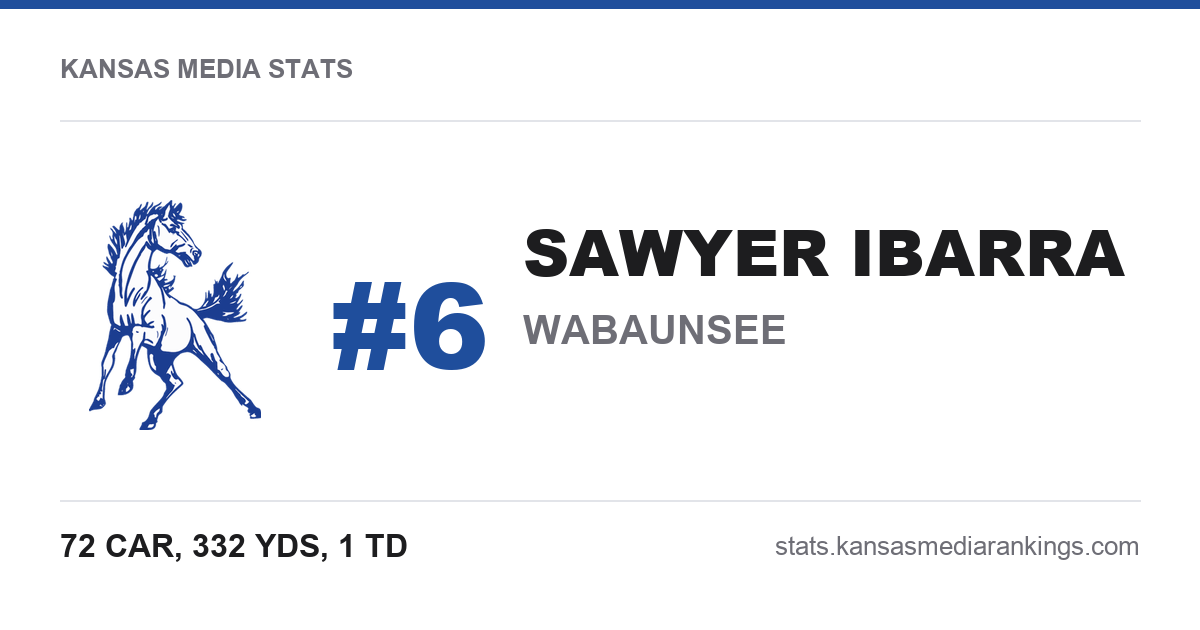 KANSAS MEDIA STATS
#6
SAWYER IBARRA
WABAUNSEE
72 CAR, 332 YDS, 1 TD
stats.kansasmediarankings.com